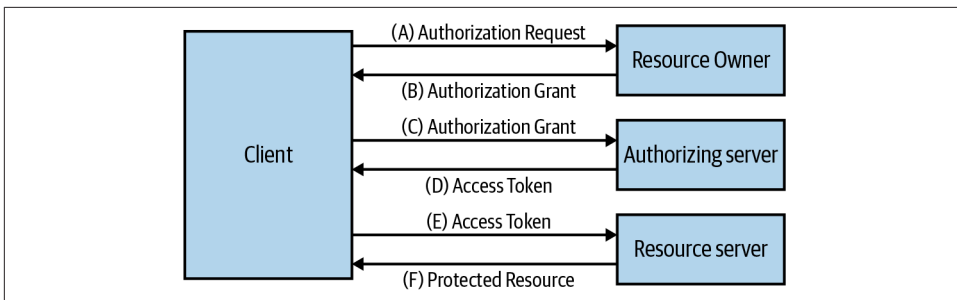 (A) Authorization Request
Resource Owner
(B) Authorization Grant
(C) Authorization Grant
Client
Authorizing server
(D) Access Token
(E) Access Token
Resource server
(F) Protected Resource